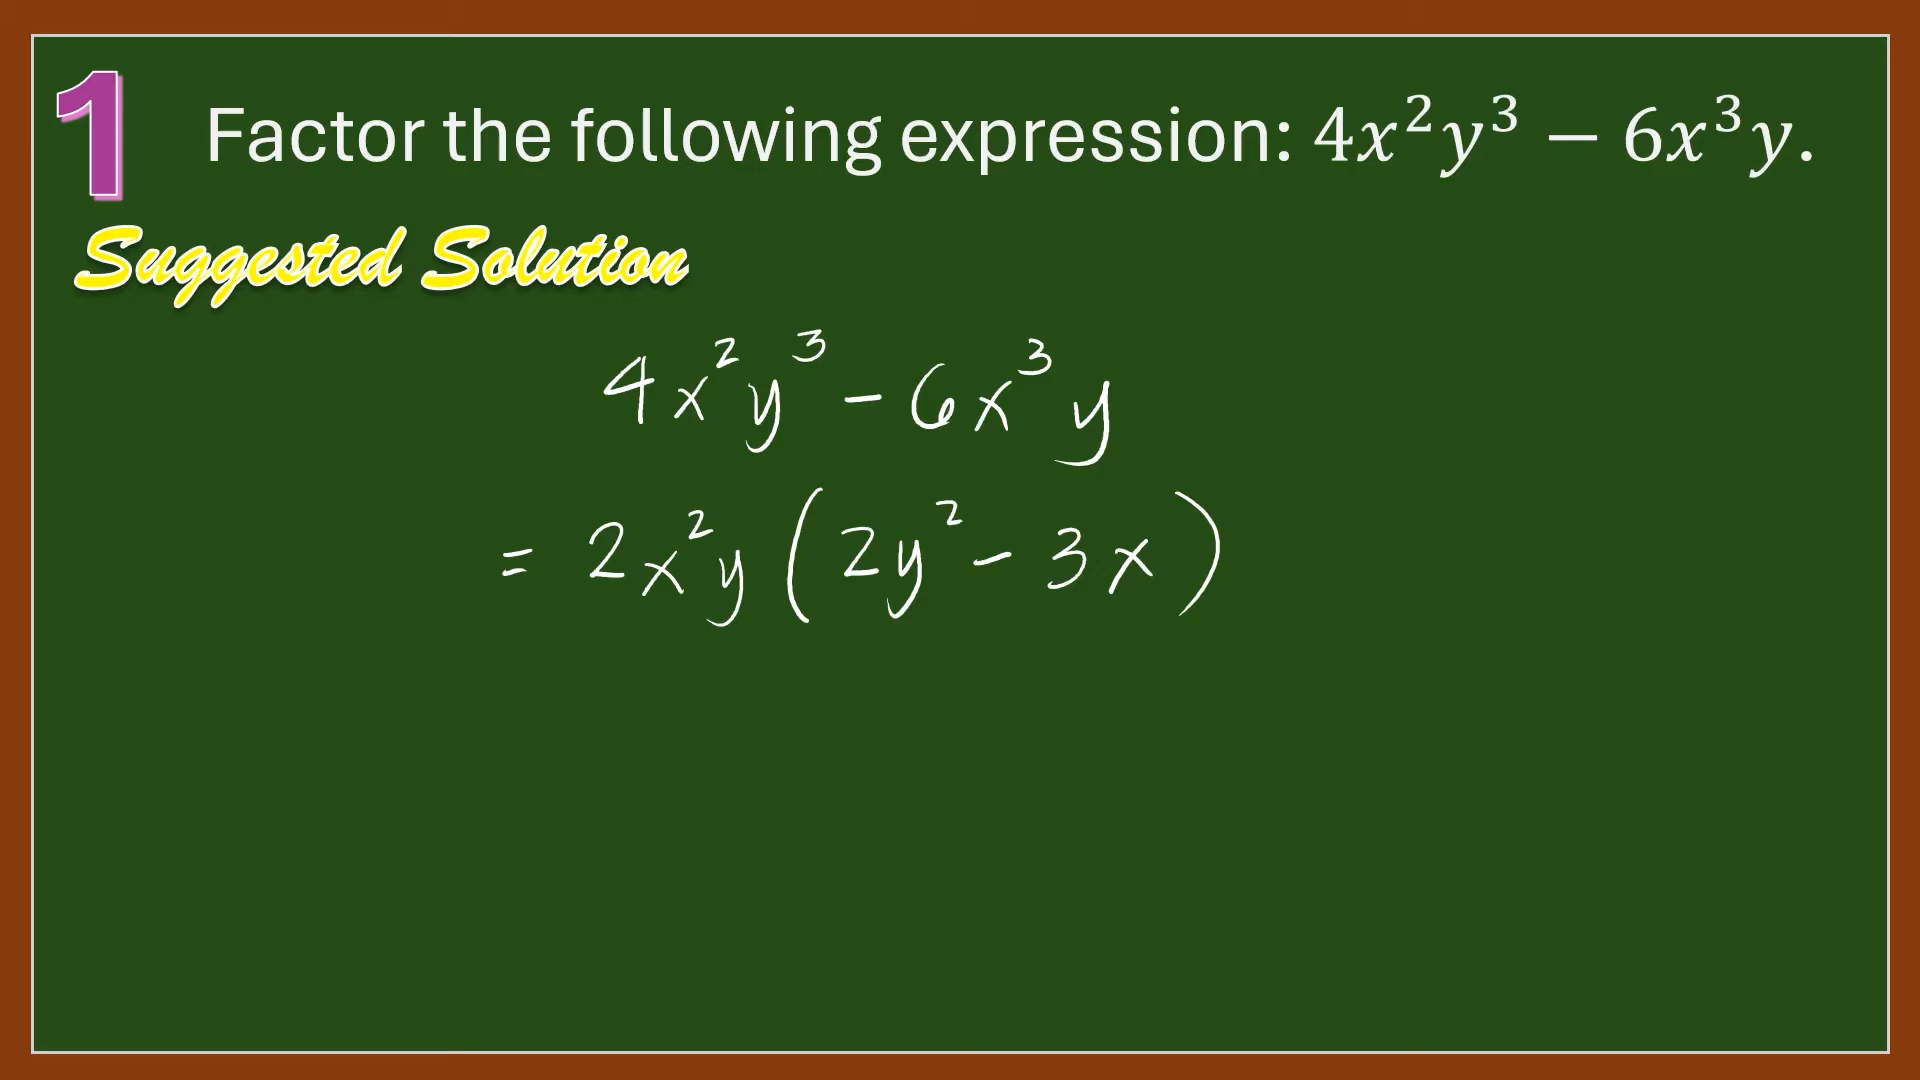 1 Factor the following expression: 4x²y³ − 6x³y.
Suggested Solution
4x²y³ − 6x³y
= 2x²y(2y² − 3x)